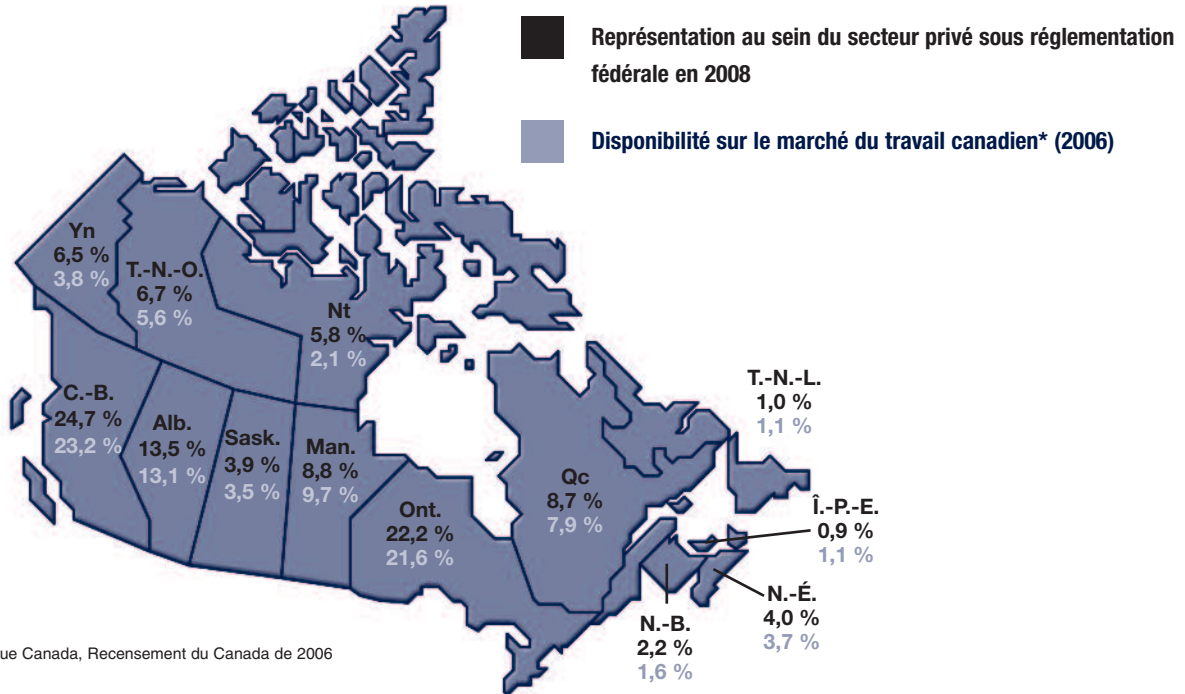 Représentation au sein du secteur privé sous réglementation
fédérale en 2008
Disponibilité sur le marché du travail canadien* (2006)
Yn
6,5 %
3,8 %
T.-N.-O.
6,7 %
5,6 %
Nt
5,8 %
2,1 %
C.-B.
24,7 %
23,2 %
Alb.
13,5 %
13,1 %
Sask.
3,9 %
3,5 %
Man.
8,8 %
9,7 %
Ont.
22,2 %
21,6 %
Qc
8,7 %
7,9 %
T.-N.-L.
1,0 %
1,1 %
Î.-P.-E.
0,9 %
1,1 %
N.-É.
4,0 %
3,7 %
N.-B.
2,2 %
1,6 %
ue Canada, Recensement du Canada de 2006